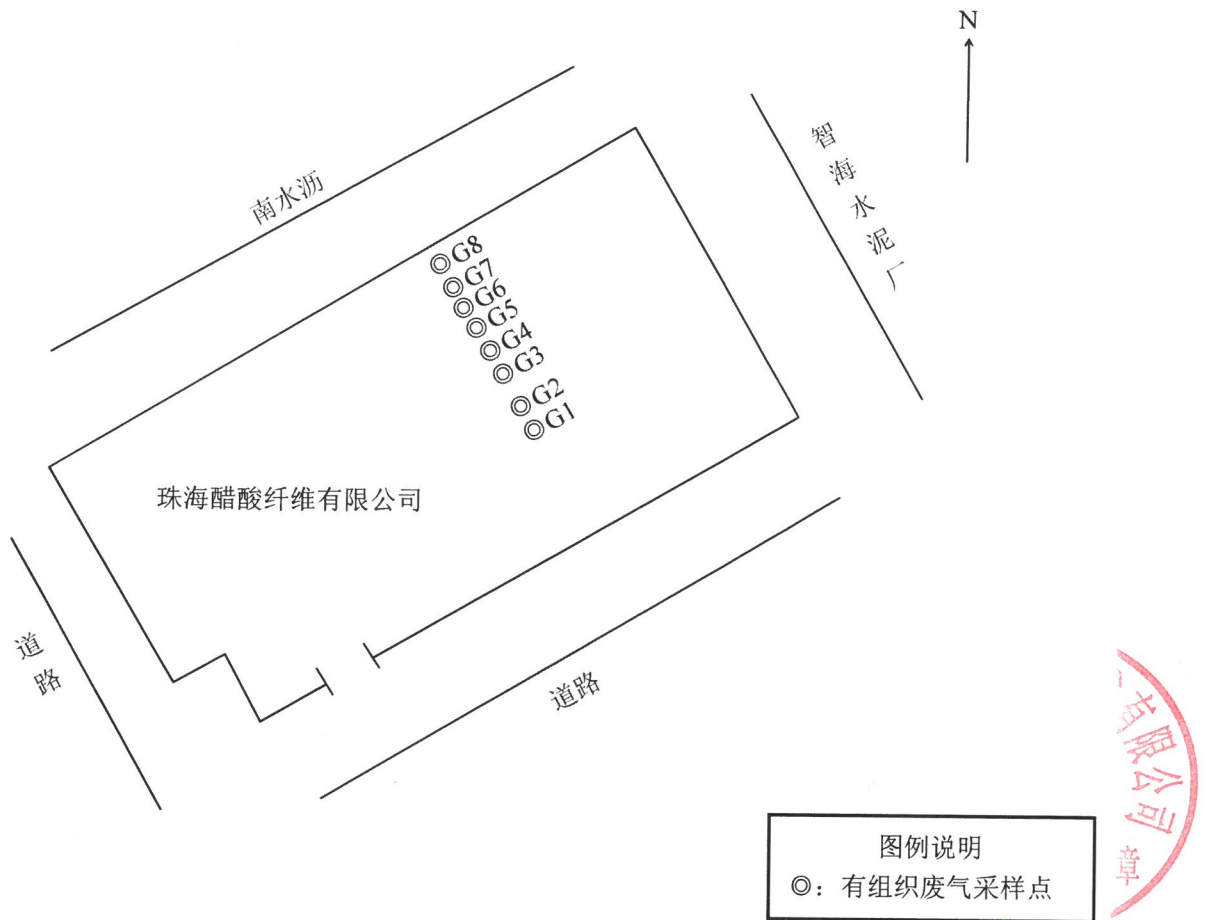 N
智海水泥厂
南水沥
G8
G7
G6
G5
G4
G3
G2
G1
珠海醋酸纤维有限公司
道路
道路
有限公司
章
图例说明
◎：有组织废气采样点